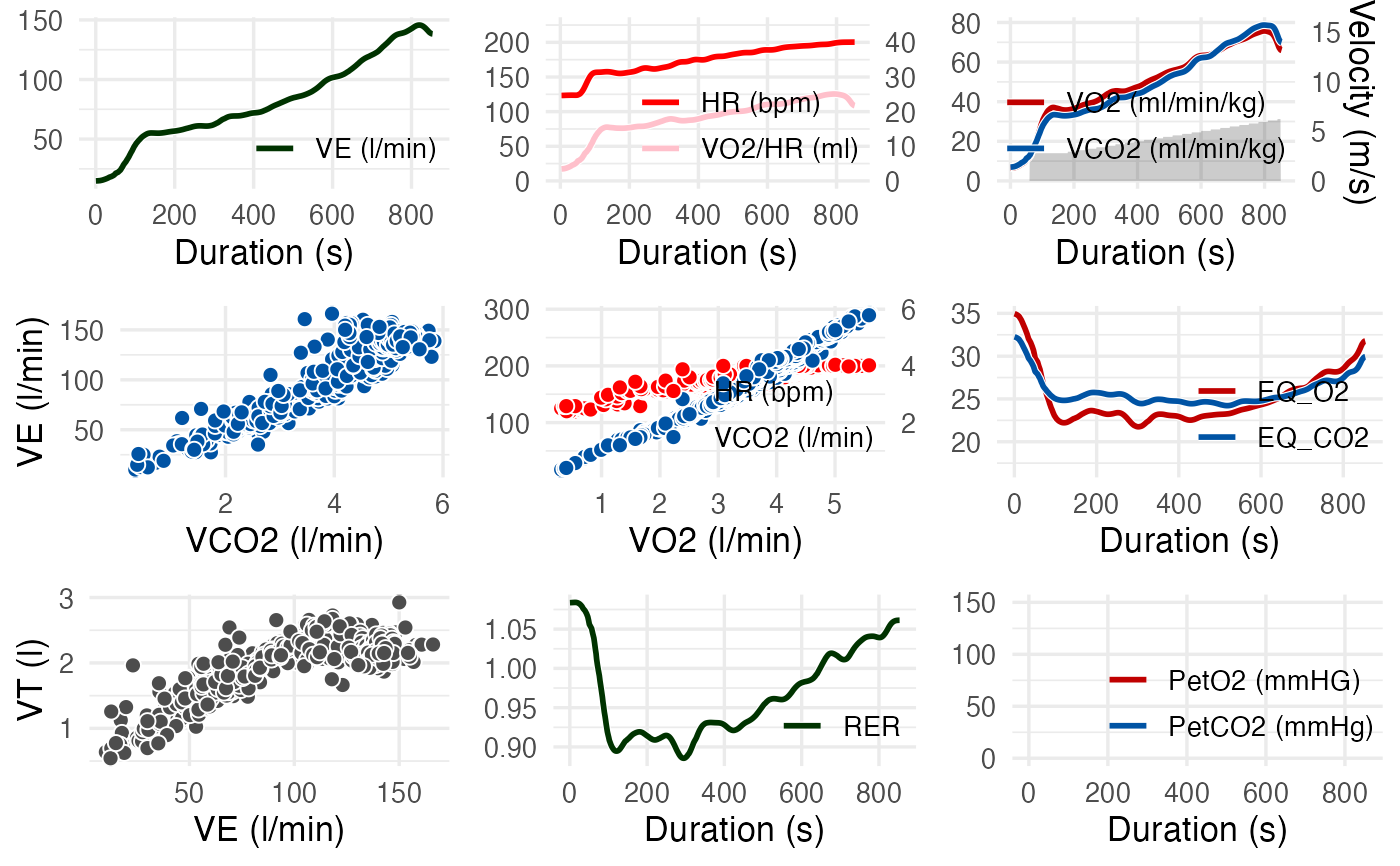 150
100
50
VE (l/min)
0 200 400 600 800
Duration (s)
200
150
100
50
0
40
30
20
10
0
HR (bpm)
VO2/HR (ml)
0 200 400 600 800
Duration (s)
80
60
40
20
0
15
10
5
0
Velocity (m/s)
VO2 (ml/min/kg)
VCO2 (ml/min/kg)
0 200 400 600 800
Duration (s)
VE (l/min)
150
100
50
2 4 6
VCO2 (l/min)
300
200
100
6
4
2
HR (bpm)
VCO2 (l/min)
1 2 3 4 5
VO2 (l/min)
35
30
25
20
EQ_O2
EQ_CO2
0 200 400 600 800
Duration (s)
VT (l)
3
2
1
50 100 150
VE (l/min)
1.05
1.00
0.95
0.90
RER
0 200 400 600 800
Duration (s)
150
100
50
0
PetO2 (mmHG)
PetCO2 (mmHg)
0 200 400 600 800
Duration (s)